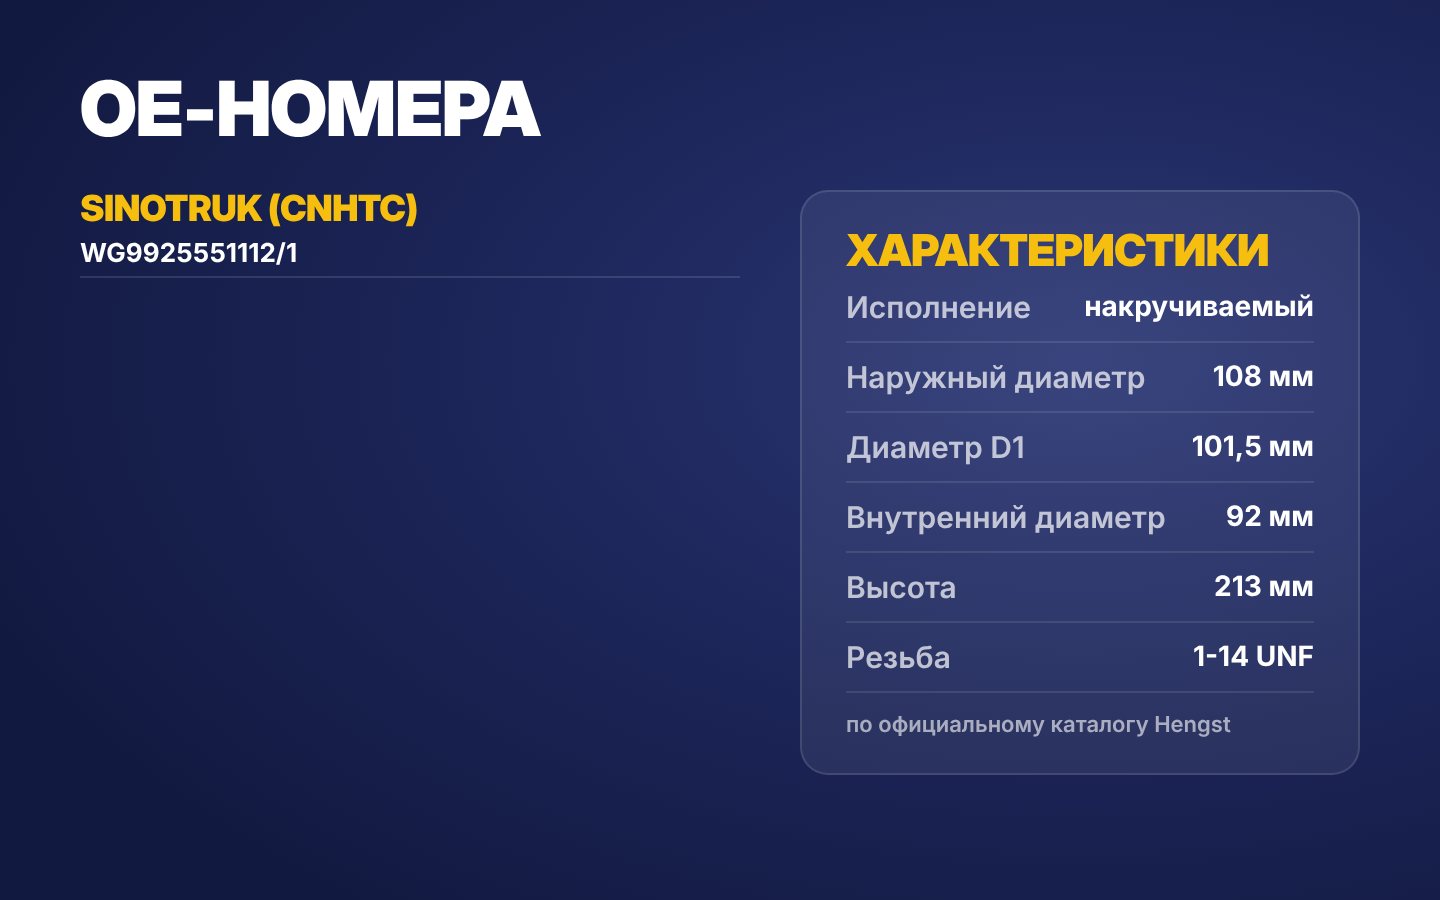 OE-НОМЕРА
SINOTRUK (CNHTC)
WG9925551112/1
ХАРАКТЕРИСТИКИ
Исполнение накручиваемый
Наружный диаметр 108 мм
Диаметр D1 101,5 мм
Внутренний диаметр 92 мм
Высота 213 мм
Резьба 1-14 UNF
по официальному каталогу Hengst